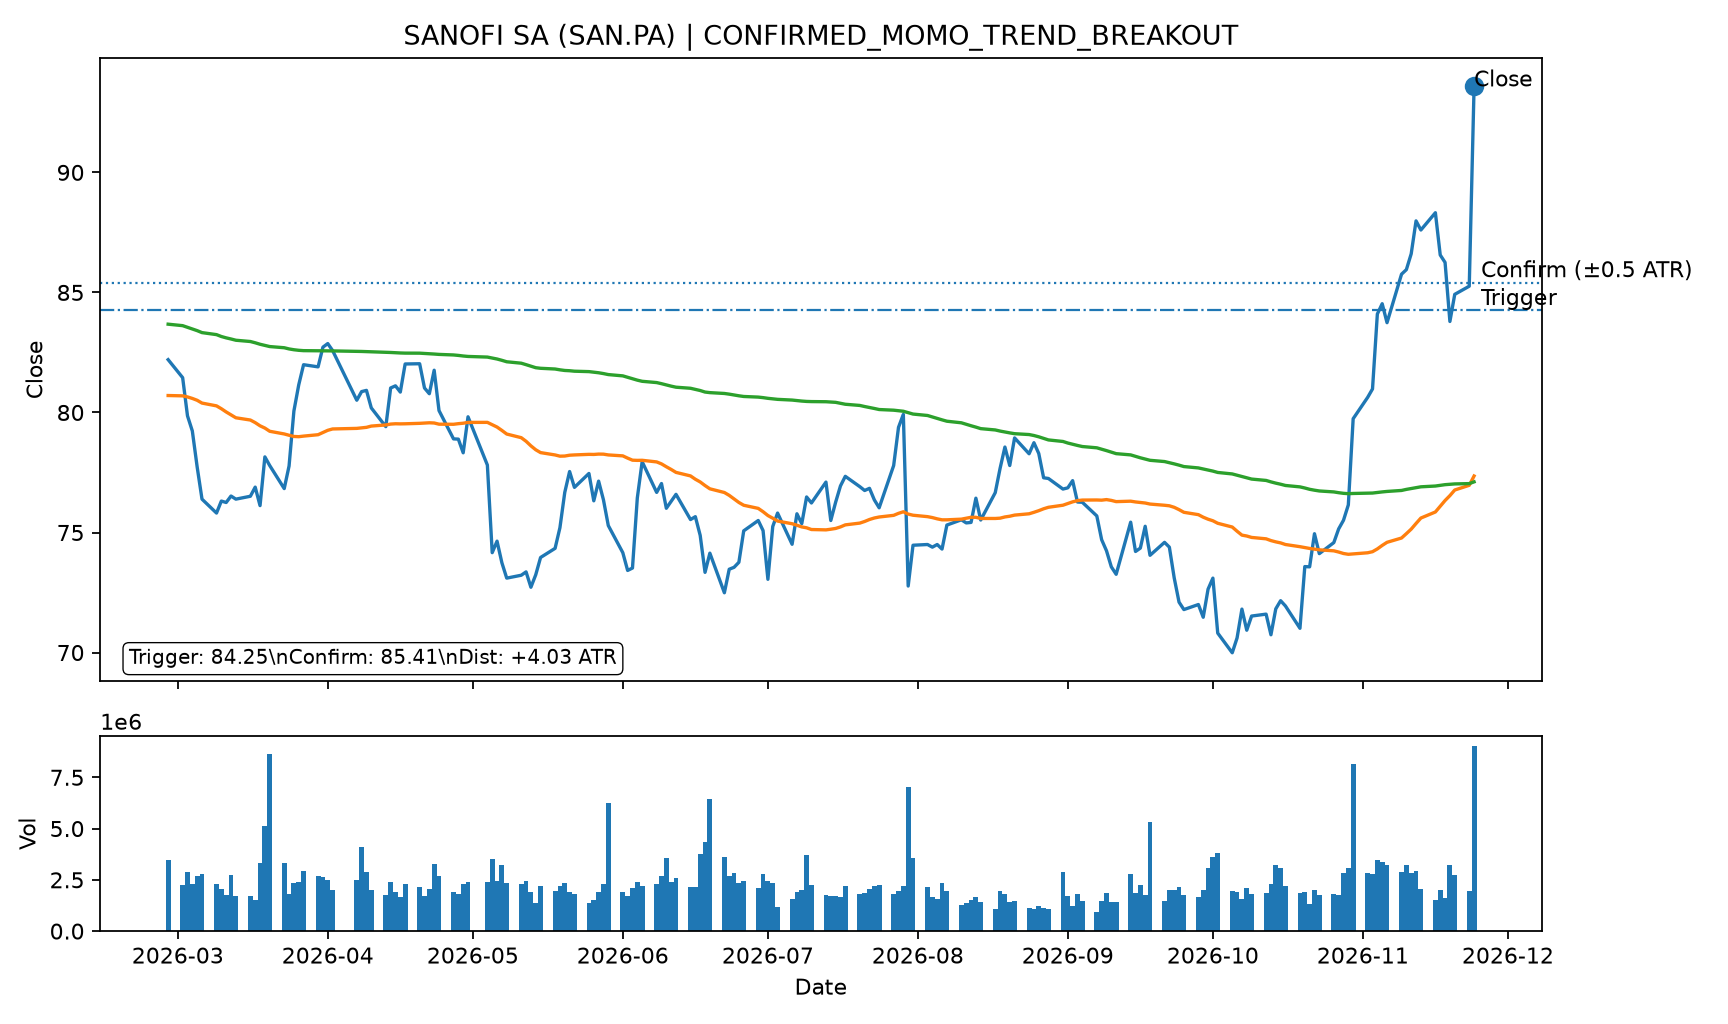 SANOFI SA (SAN.PA) | CONFIRMED_MOMO_TREND_BREAKOUT
Close
90
85
80
75
70
Close
Confirm (±0.5 ATR)
Trigger
Trigger: 84.25\nConfirm: 85.41\nDist: +4.03 ATR
1e6
Vol
7.5
5.0
2.5
0.0
2026-03 2026-04 2026-05 2026-06 2026-07 2026-08 2026-09 2026-10 2026-11 2026-12
Date